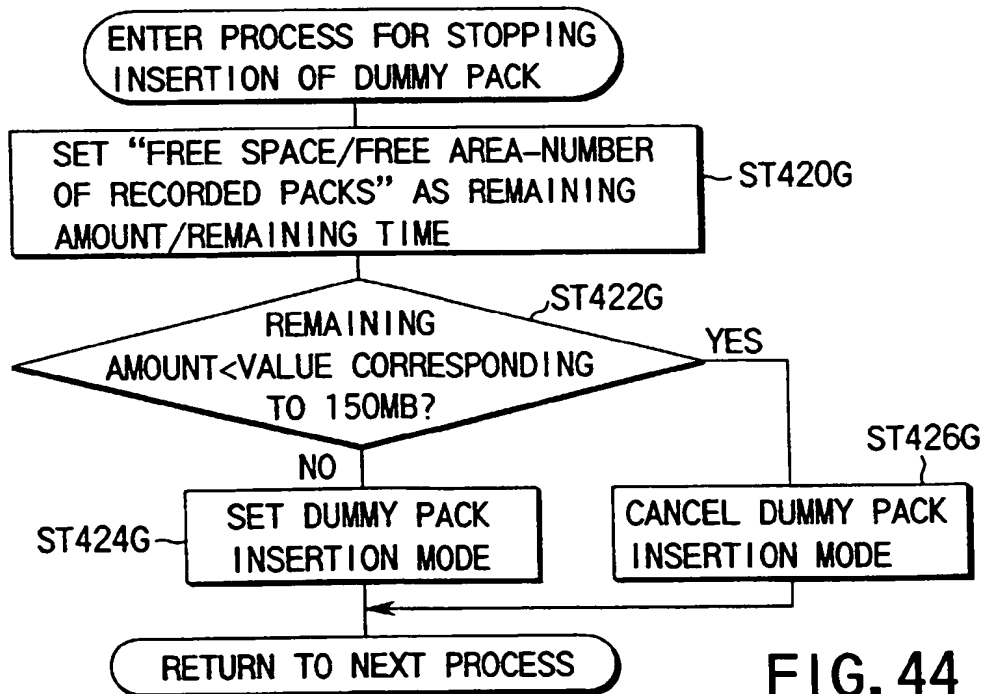 ENTER PROCESS FOR STOPPING
INSERTION OF DUMMY PACK
SET “FREE SPACE/FREE AREA-NUMBER
OF RECORDED PACKS” AS REMAINING
AMOUNT/REMAINING TIME
ST420G
ST422G
REMAINING
AMOUNT<VALUE CORRESPONDING
TO 150MB?
YES
NO
ST426G
ST424G
SET DUMMY PACK
INSERTION MODE
CANCEL DUMMY PACK
INSERTION MODE
RETURN TO NEXT PROCESS
FIG. 44